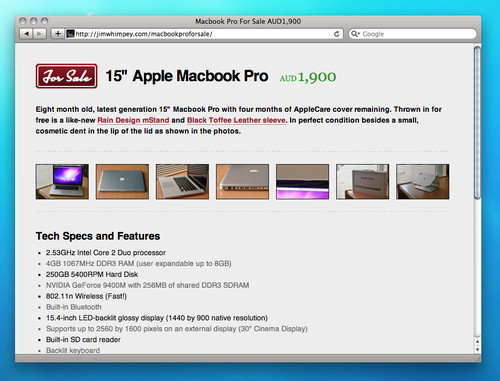 Macbook Pro For Sale AUD1,900
http://jimwhimpey.com/macbookproforsale/
Google
For Sale
15" Apple Macbook Pro AUD 1,900
Eight month old, latest generation 15" Macbook Pro with four months of AppleCare cover remaining. Thrown in for
free is a like-new Rain Design mStand and Black Toffee Leather sleeve. In perfect condition besides a small,
cosmetic dent in the lip of the lid as shown in the photos.
Tech Specs and Features
2.53GHz Intel Core 2 Duo processor
4GB 1067MHz DDR3 RAM (user expandable up to 8GB)
250GB 5400RPM Hard Disk
NVIDIA GeForce 9400M with 256MB of shared DDR3 SDRAM
802.11n Wireless (Fast!)
Built-in Bluetooth
15.4-inch LED-backlit glossy display (1440 by 900 native resolution)
Supports up to 2560 by 1600 pixels on an external display (30" Cinema Display)
Built-in SD card reader
Backlit keyboard